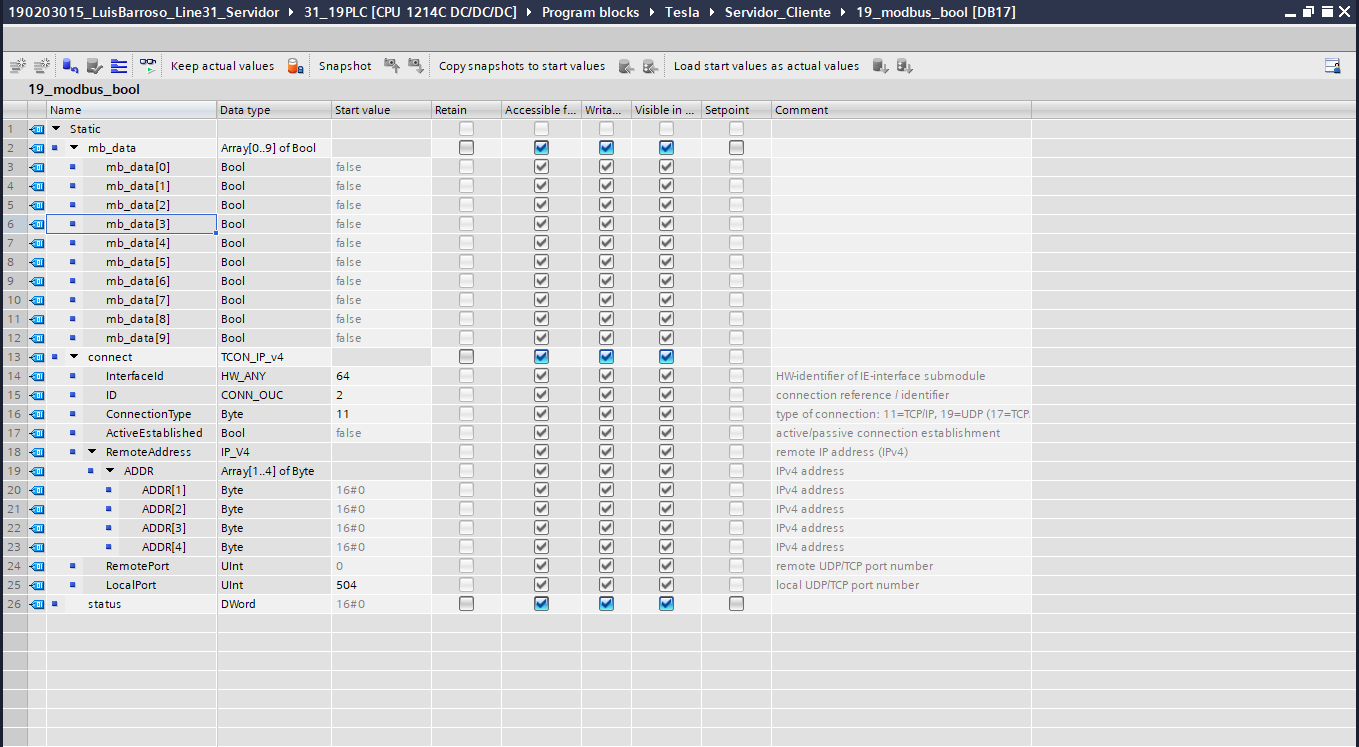 190203015_LuisBarroso_Line31_Servidor 31_19PLC [CPU 1214C DC/DC/DC] Program blocks Tesla Servidor_Cliente 19_modbus_bool [DB17]
Keep actual values Snapshot Copy snapshots to start values Load start values as actual values
19_modbus_bool
Name Data type Start value Retain Accessible f... Writa... Visible in ... Setpoint Comment
1 Static
2 mb_data Array[0..9] of Bool
3 mb_data[0] Bool false
4 mb_data[1] Bool false
5 mb_data[2] Bool false
6 mb_data[3] Bool false
7 mb_data[4] Bool false
8 mb_data[5] Bool false
9 mb_data[6] Bool false
10 mb_data[7] Bool false
11 mb_data[8] Bool false
12 mb_data[9] Bool false
13 connect TCON_IP_v4
14 InterfaceId HW_ANY 64 HW-identifier of IE-interface submodule
15 ID CONN_OUC 2 connection reference / identifier
16 ConnectionType Byte 11 type of connection: 11=TCP/IP, 19=UDP (17=TCP
17 ActiveEstablished Bool false active/passive connection establishment
18 RemoteAddress IP_V4 remote IP address (IPv4)
19 ADDR Array[1..4] of Byte IPv4 address
20 ADDR[1] Byte 16#0 IPv4 address
21 ADDR[2] Byte 16#0 IPv4 address
22 ADDR[3] Byte 16#0 IPv4 address
23 ADDR[4] Byte 16#0 IPv4 address
24 RemotePort UInt 0 remote UDP/TCP port number
25 LocalPort UInt 504 local UDP/TCP port number
26 status DWord 16#0